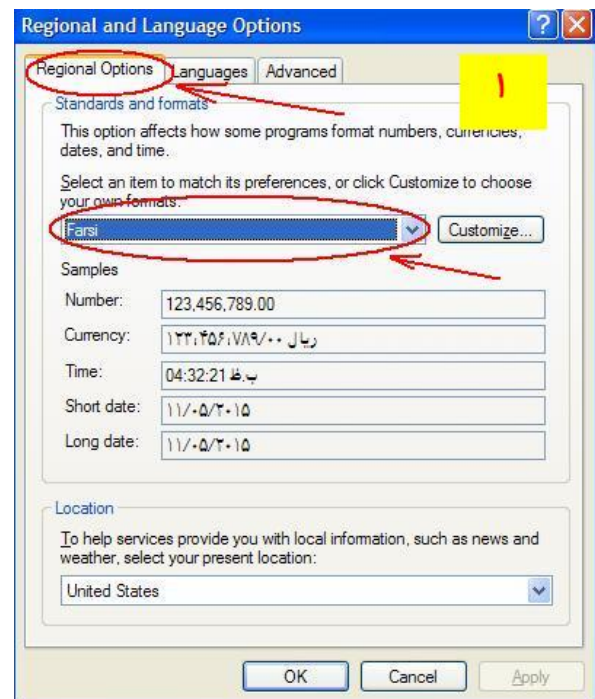 Regional and Language Options
Regional Options Languages Advanced
۱
Standards and formats
This option affects how some programs format numbers, currencies,
dates, and time.
Select an item to match its preferences, or click Customize to choose
your own formats:
Farsi Customize...
Samples
Number: 123,456,789.00
Currency: ریال ۱۲۳،۴۵۶،۷۸۹/۰۰
Time: 04:32:21 ب.ظ
Short date: ۱۱/۰۵/۲۰۱۵
Long date: ۱۱/۰۵/۲۰۱۵
Location
To help services provide you with local information, such as news and
weather, select your present location:
United States
OK Cancel Apply